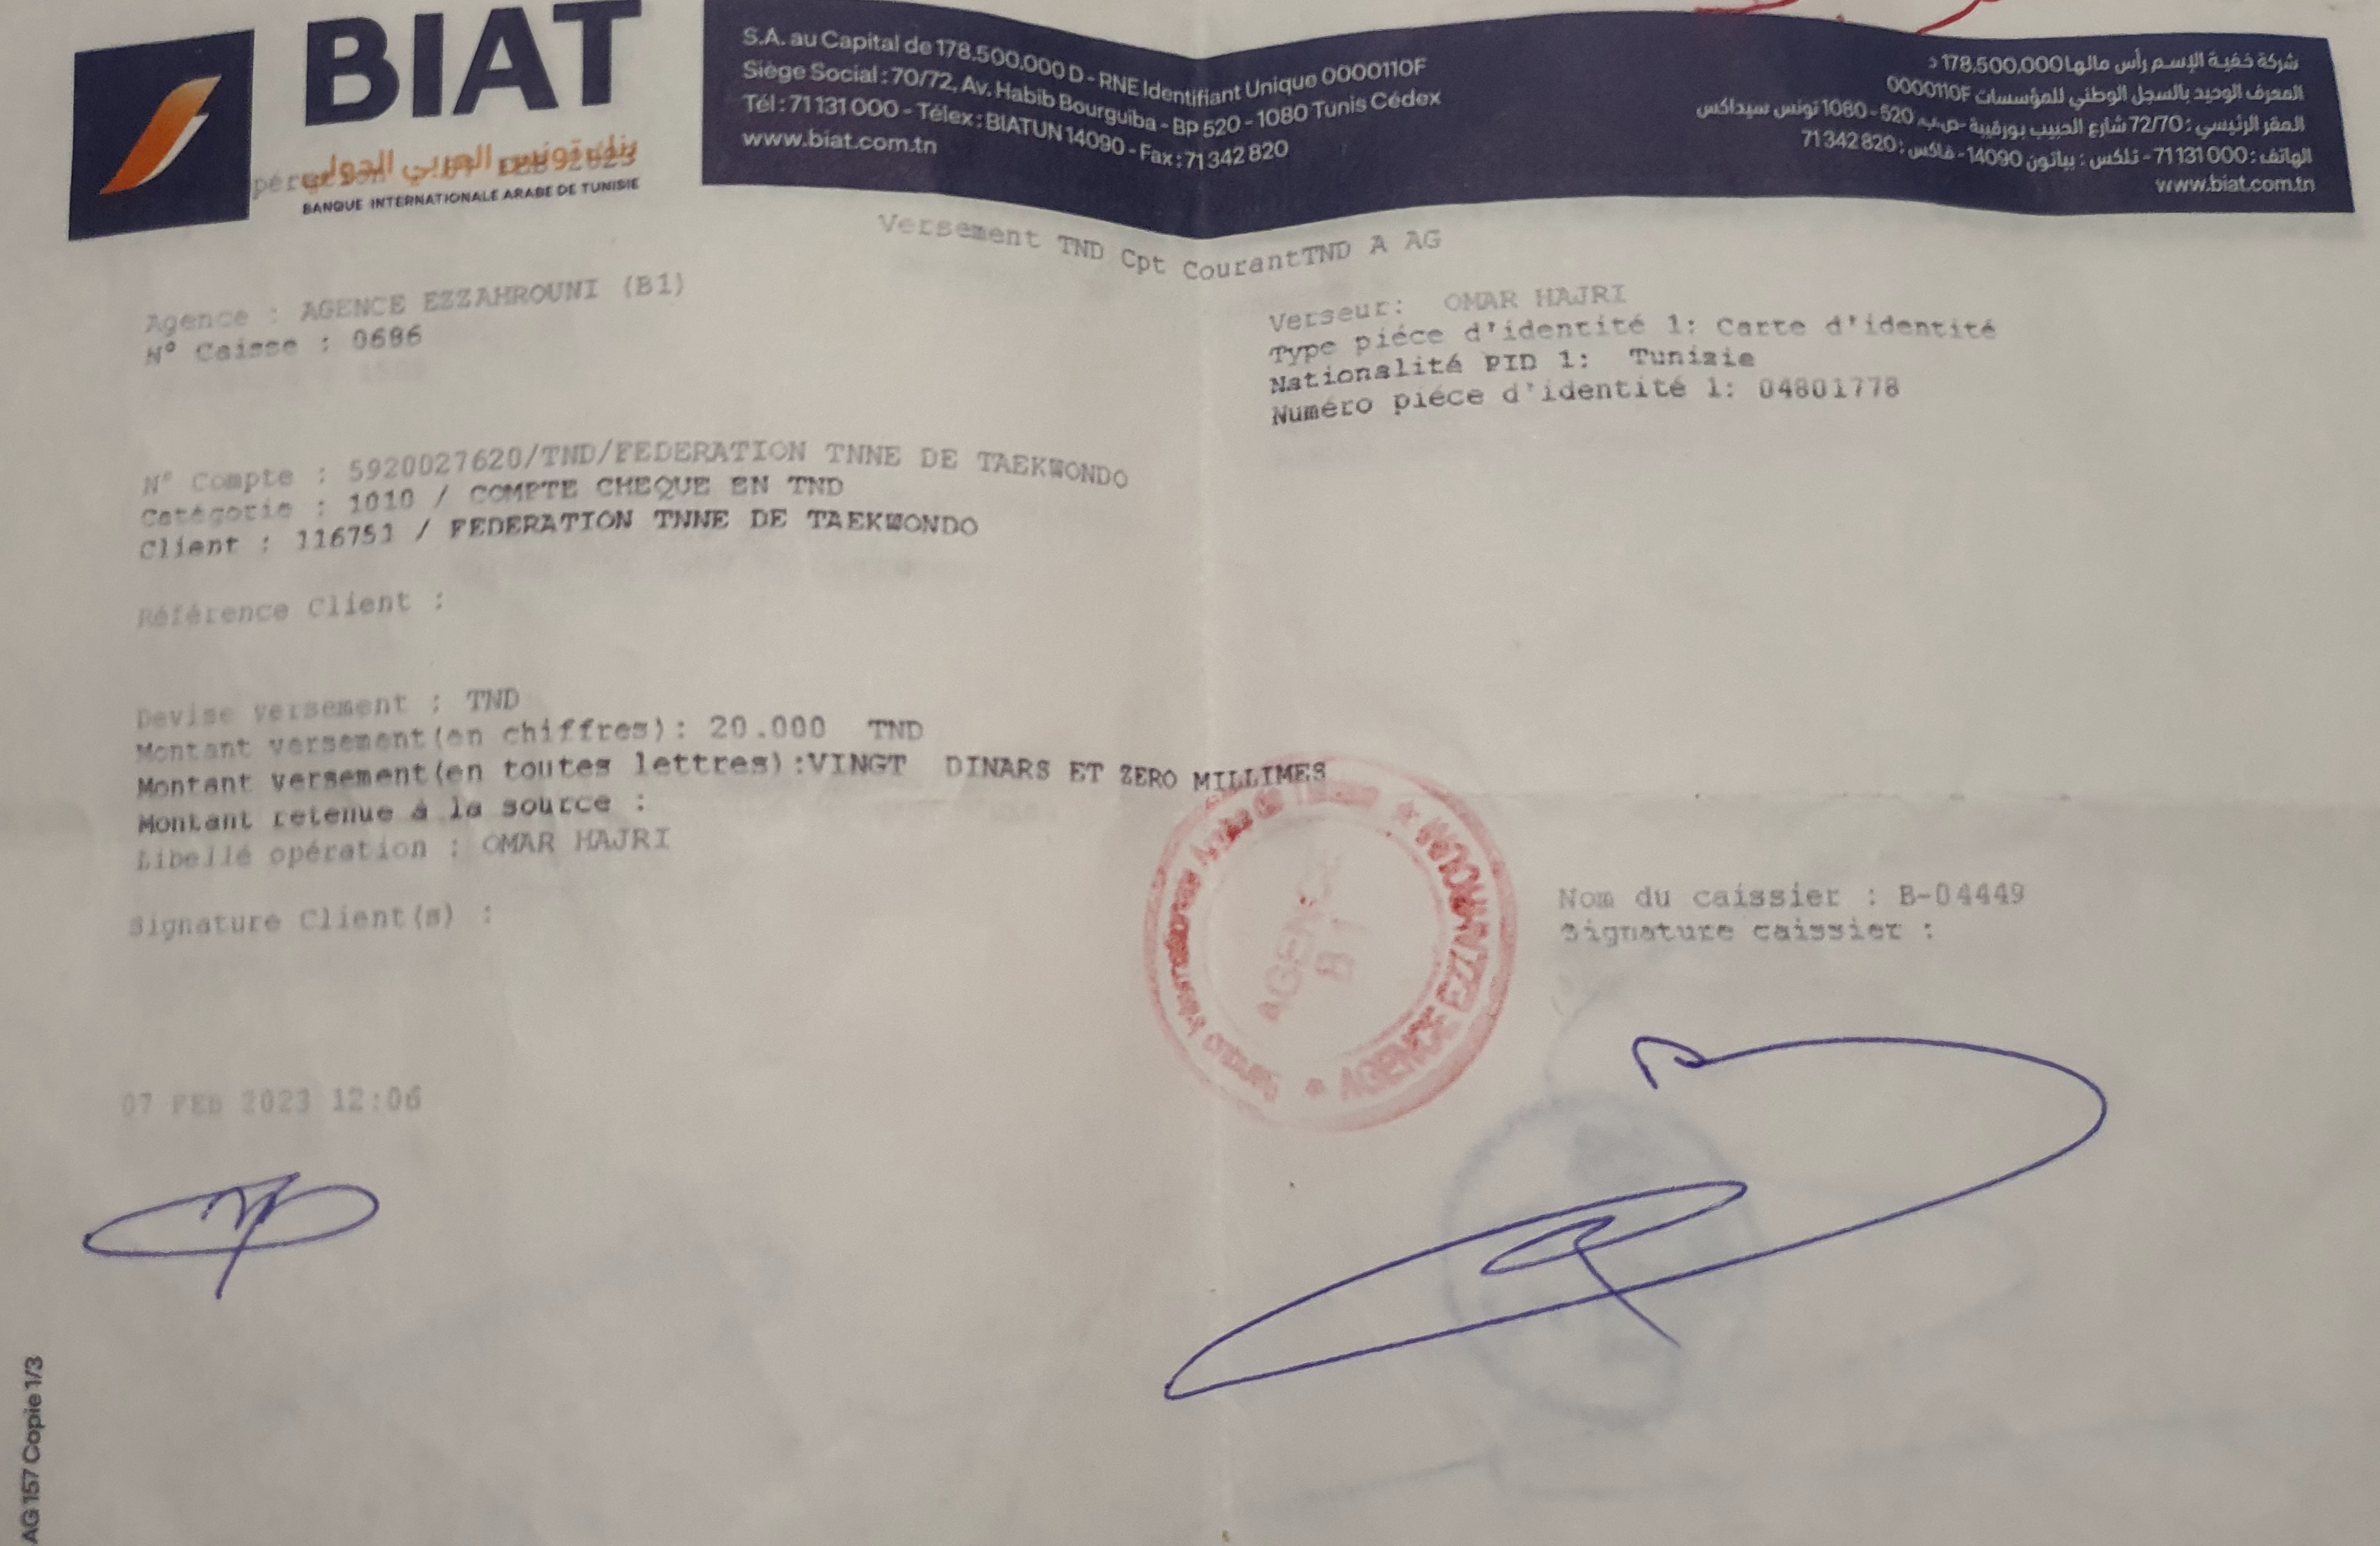 BIAT
بنك تونس العربي الدولي
BANQUE INTERNATIONALE ARABE DE TUNISIE
S.A. au Capital de 178.500.000 D - RNE Identifiant Unique 0000110F
Siége Social : 70/72, Av. Habib Bourguiba - BP 520 - 1080 Tunis Cédex
Tél : 71 131 000 - Télex : BIATUN 14090 - Fax : 71 342 820
www.biat.com.tn
شركة خفية الإسم رأس مالها 178,500,000 د
المعرف الوحيد بالسجل الوطني للمؤسسات 0000110F
المقر الرئيسي : 72/70 شارع الحبيب بورقيبة -ص.ب. 520 - 1080 تونس سيداكس
الهاتف : 71 131 000 - تلكس : بياتون 14090 - فاكس : 71 342 820
www.biat.com.tn
Versement TND Cpt CourantTND A AG
Agence : AGENCE EZZAHROUNI (B1)
N° Caisse : 0686
Verseur: OMAR HAJRI
Type piéce d'identité 1: Carte d'identité
Nationalité PID 1: Tunizie
Numéro piéce d'identité 1: 04801778
N° Compte : 5920027620/TND/FEDERATION TNNE DE TAEKWONDO
Catégorie : 1010 / COMPTE CHEQUE EN TND
Client : 116751 / FEDERATION TNNE DE TAEKWONDO
Référence Client :
Devise versement : TND
Montant versement(en chiffres): 20.000 TND
Montant versement(en toutes lettres):VINGT DINARS ET ZERO MILLIMES
Montant retenue á la source :
Libellé opération : OMAR HAJRI
Signature Client(s) :
AGENCE EZZAHROUNI
AGENCE
B1
Nom du caissier : B-04449
Signature caissier :
07 FEB 2023 12:06
AG 157 Copie 1/3